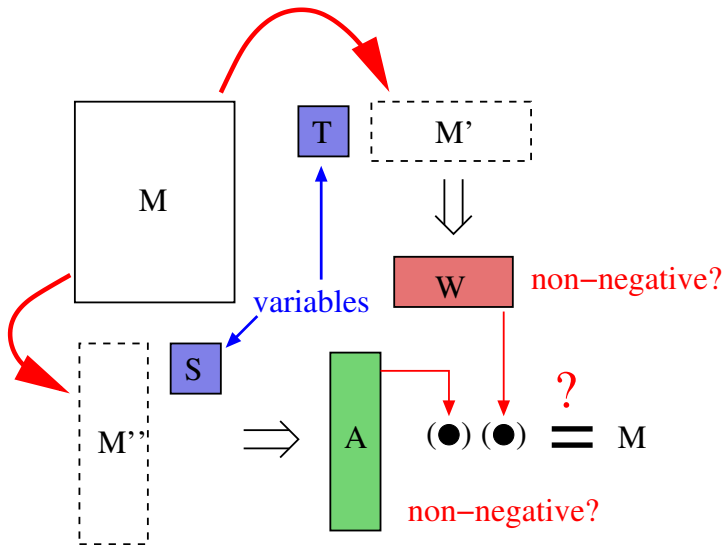 T
M'
M
W
non−negative?
variables
S
?
M''
A
(●) (●) = M
non−negative?